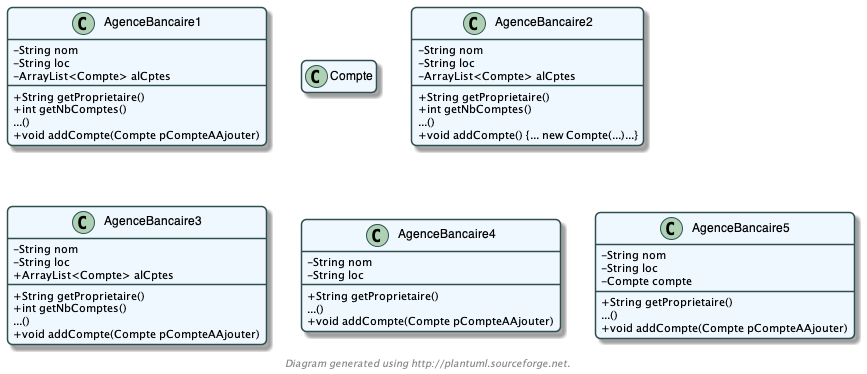 C AgenceBancaire1
-String nom
-String loc
-ArrayList<Compte> alCptes
+String getProprietaire()
+int getNbComptes()
...()
+void addCompte(Compte pCompteAAjouter)
C Compte
C AgenceBancaire2
-String nom
-String loc
-ArrayList<Compte> alCptes
+String getProprietaire()
+int getNbComptes()
...()
+void addCompte() {... new Compte(...)...}
C AgenceBancaire3
-String nom
-String loc
+ArrayList<Compte> alCptes
+String getProprietaire()
+int getNbComptes()
...()
+void addCompte(Compte pCompteAAjouter)
C AgenceBancaire4
-String nom
-String loc
+String getProprietaire()
...()
+void addCompte(Compte pCompteAAjouter)
C AgenceBancaire5
-String nom
-String loc
-Compte compte
+String getProprietaire()
...()
+void addCompte(Compte pCompteAAjouter)
Diagram generated using http://plantuml.sourceforge.net.